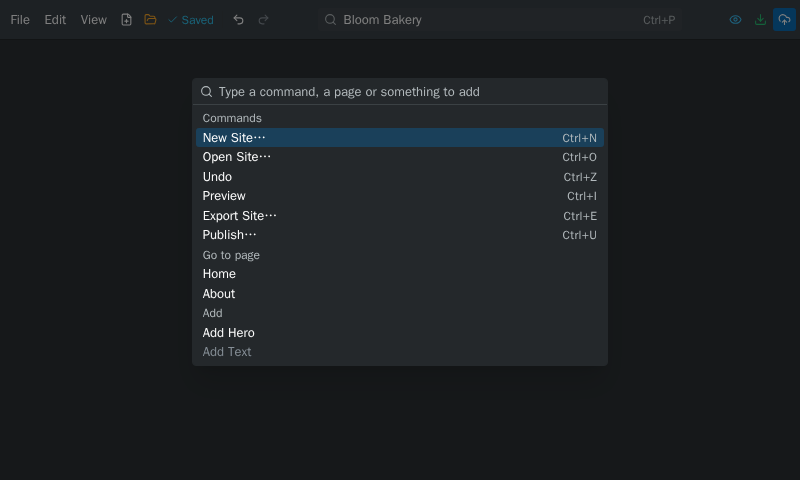 File Edit View Saved Bloom Bakery Ctrl+P
Type a command, a page or something to add
Commands
New Site⋯ Ctrl+N
Open Site⋯ Ctrl+O
Undo Ctrl+Z
Preview Ctrl+I
Export Site⋯ Ctrl+E
Publish⋯ Ctrl+U
Go to page
Home
About
Add
Add Hero
Add Text